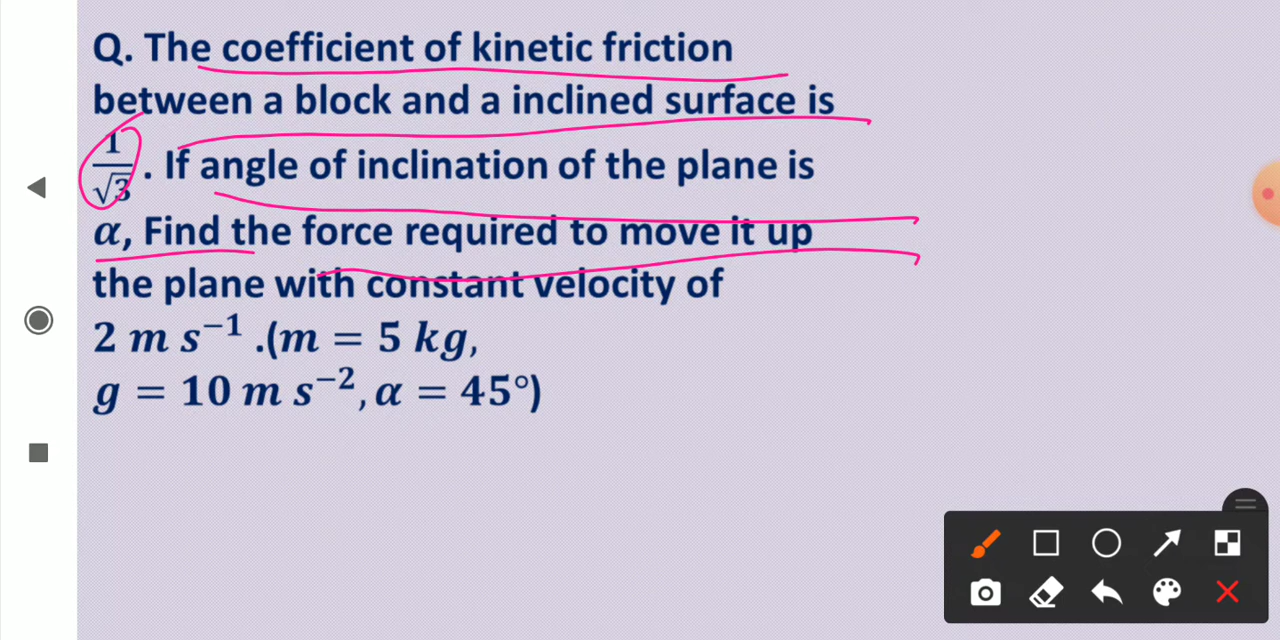 Q. The coefficient of kinetic friction
between a block and a inclined surface is
1/√3 . If angle of inclination of the plane is
α, Find the force required to move it up
the plane with constant velocity of
2 m s⁻¹ .(m = 5 kg,
g = 10 m s⁻², α = 45°)